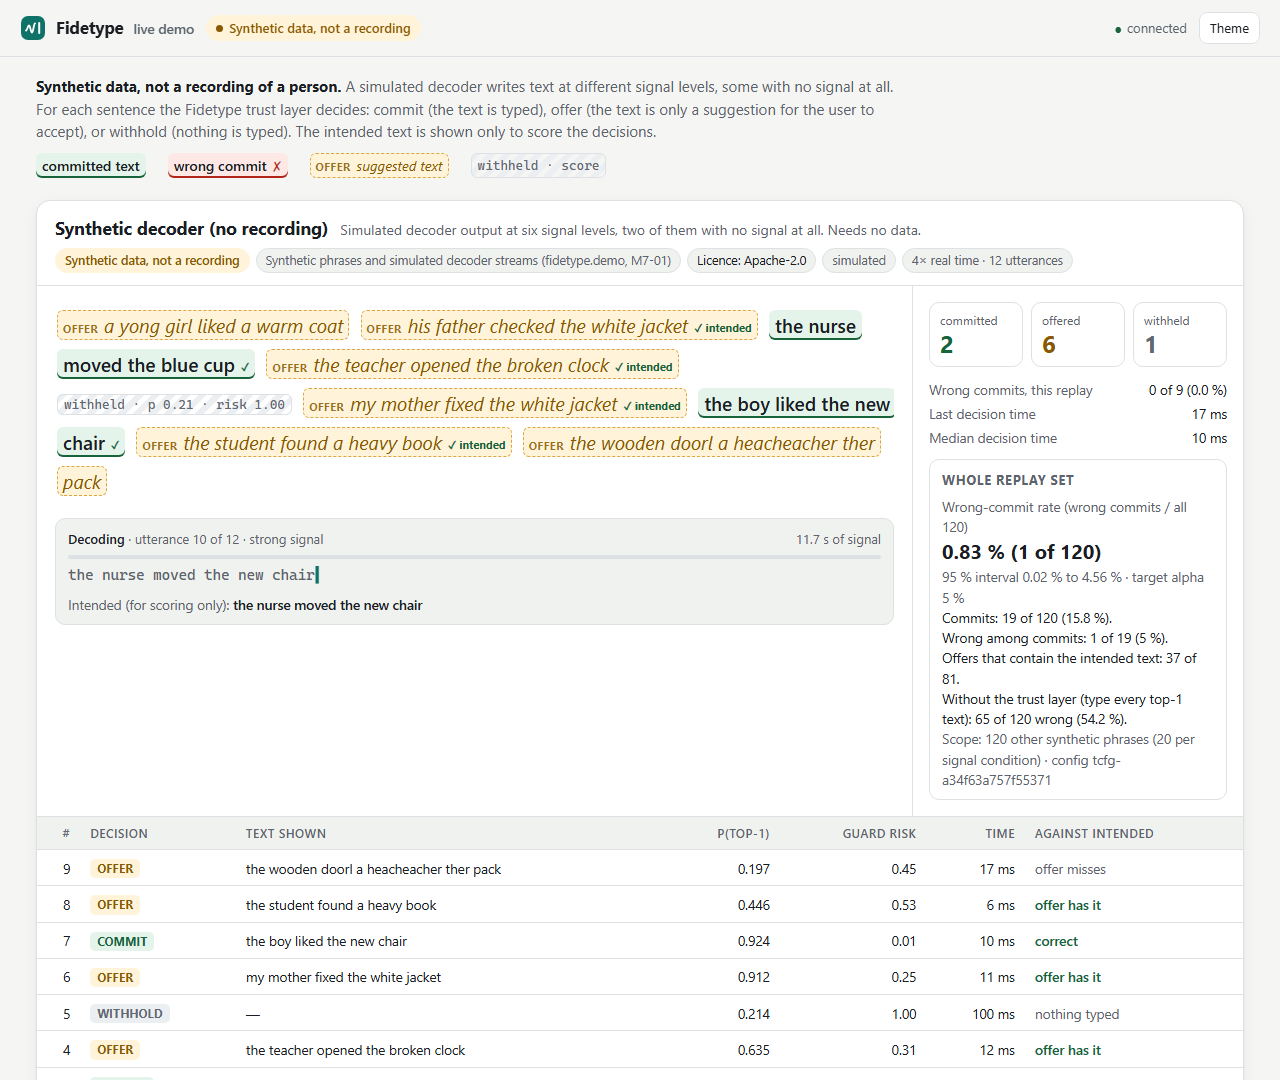 Fidetype live demo Synthetic data, not a recording connected Theme
Synthetic data, not a recording of a person. A simulated decoder writes text at different signal levels, some with no signal at all.
For each sentence the Fidetype trust layer decides: commit (the text is typed), offer (the text is only a suggestion for the user to
accept), or withhold (nothing is typed). The intended text is shown only to score the decisions.
committed text wrong commit ✗ OFFER suggested text withheld · score
Synthetic decoder (no recording) Simulated decoder output at six signal levels, two of them with no signal at all. Needs no data.
Synthetic data, not a recording Synthetic phrases and simulated decoder streams (fidetype.demo, M7-01) Licence: Apache-2.0 simulated 4× real time · 12 utterances
OFFER a yong girl liked a warm coat OFFER his father checked the white jacket ✓ intended the nurse
moved the blue cup ✓ OFFER the teacher opened the broken clock ✓ intended
withheld · p 0.21 · risk 1.00 OFFER my mother fixed the white jacket ✓ intended the boy liked the new
chair ✓ OFFER the student found a heavy book ✓ intended OFFER the wooden doorl a heacheacher ther
pack
Decoding · utterance 10 of 12 · strong signal 11.7 s of signal
the nurse moved the new chair
Intended (for scoring only): the nurse moved the new chair
committed offered withheld
2 6 1
Wrong commits, this replay 0 of 9 (0.0 %)
Last decision time 17 ms
Median decision time 10 ms
WHOLE REPLAY SET
Wrong-commit rate (wrong commits / all
120)
0.83 % (1 of 120)
95 % interval 0.02 % to 4.56 % · target alpha
5 %
Commits: 19 of 120 (15.8 %).
Wrong among commits: 1 of 19 (5 %).
Offers that contain the intended text: 37 of
81.
Without the trust layer (type every top-1
text): 65 of 120 wrong (54.2 %).
Scope: 120 other synthetic phrases (20 per
signal condition) · config tcfg-
a34f63a757f55371
# DECISION TEXT SHOWN P(TOP-1) GUARD RISK TIME AGAINST INTENDED
9 OFFER the wooden doorl a heacheacher ther pack 0.197 0.45 17 ms offer misses
8 OFFER the student found a heavy book 0.446 0.53 6 ms offer has it
7 COMMIT the boy liked the new chair 0.924 0.01 10 ms correct
6 OFFER my mother fixed the white jacket 0.912 0.25 11 ms offer has it
5 WITHHOLD — 0.214 1.00 100 ms nothing typed
4 OFFER the teacher opened the broken clock 0.635 0.31 12 ms offer has it